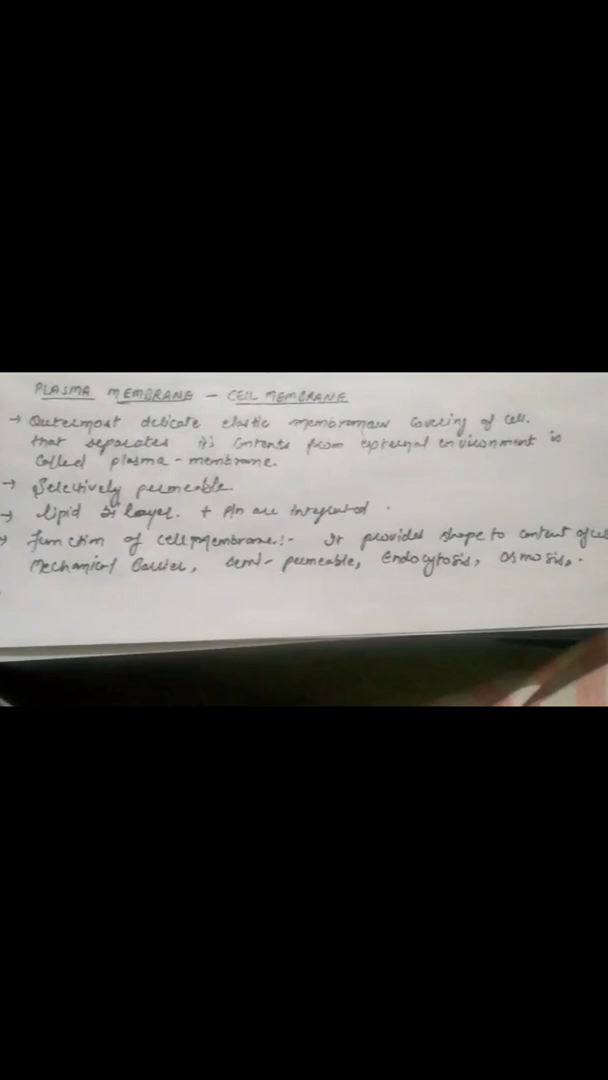 PLASMA MEMBRANE - CELL MEMBRANE
→ Outermost delicate elastic membranous covering of cell.
that separates it's contents from external environment is
called plasma-membrane.
→ Selectively permeable.
→ lipid Bi layer. + are integrated.
→ function of cell membrane:- It provides shape to content of cell
Mechanical Barrier, semi-permeable, Endocytosis, Osmosis,.